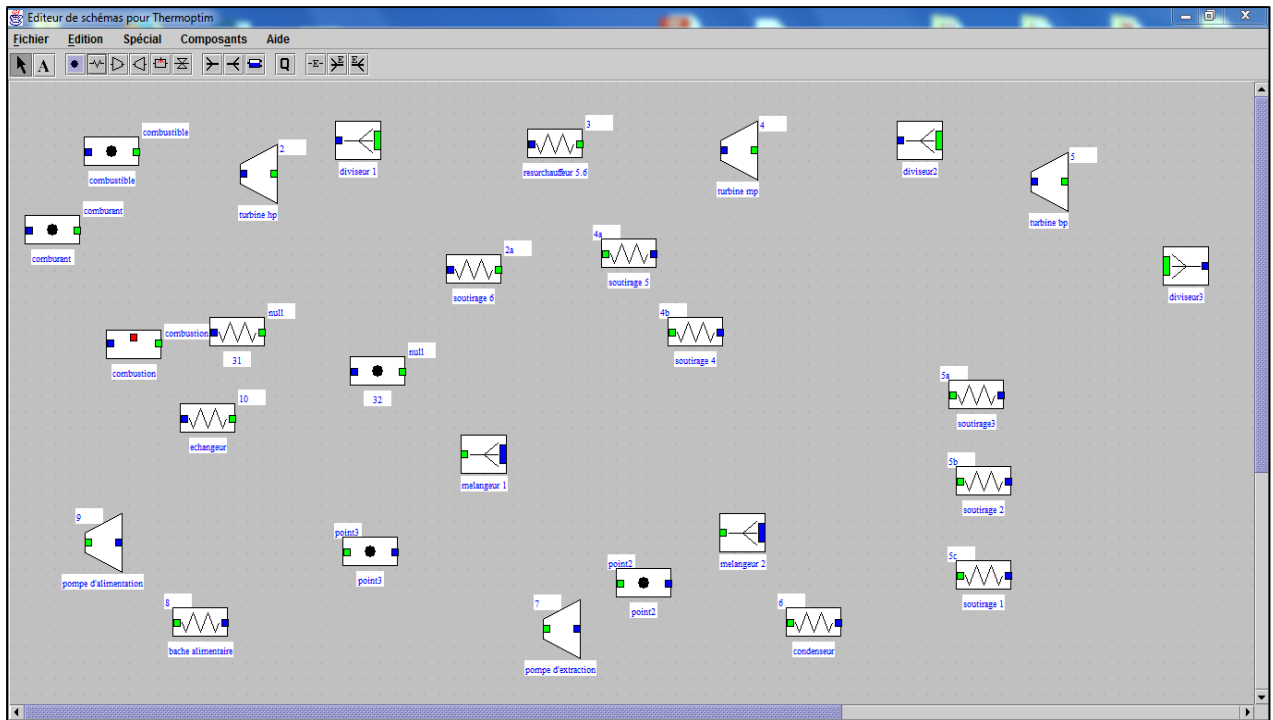 Editeur de schémas pour Thermoptim
Fichier Edition Spécial Composants Aide
A Q -E- E E
combustible
combustible
2
turbine hp
diviseur 1
3
resurchauffeur 5.6
4
turbine mp
diviseur2
5
turbine bp
comburant
comburant
2a
soutirage 6
4a
soutirage 5
diviseur3
combustion
combustion
null
31
null
32
4b
soutirage 4
5a
soutirage3
10
echangeur
melangeur 1
5b
soutirage 2
9
pompe d'alimentation
point3
point3
melangeur 2
point2
point2
5c
soutirage 1
8
bache alimentaire
7
pompe d'extraction
6
condenseur